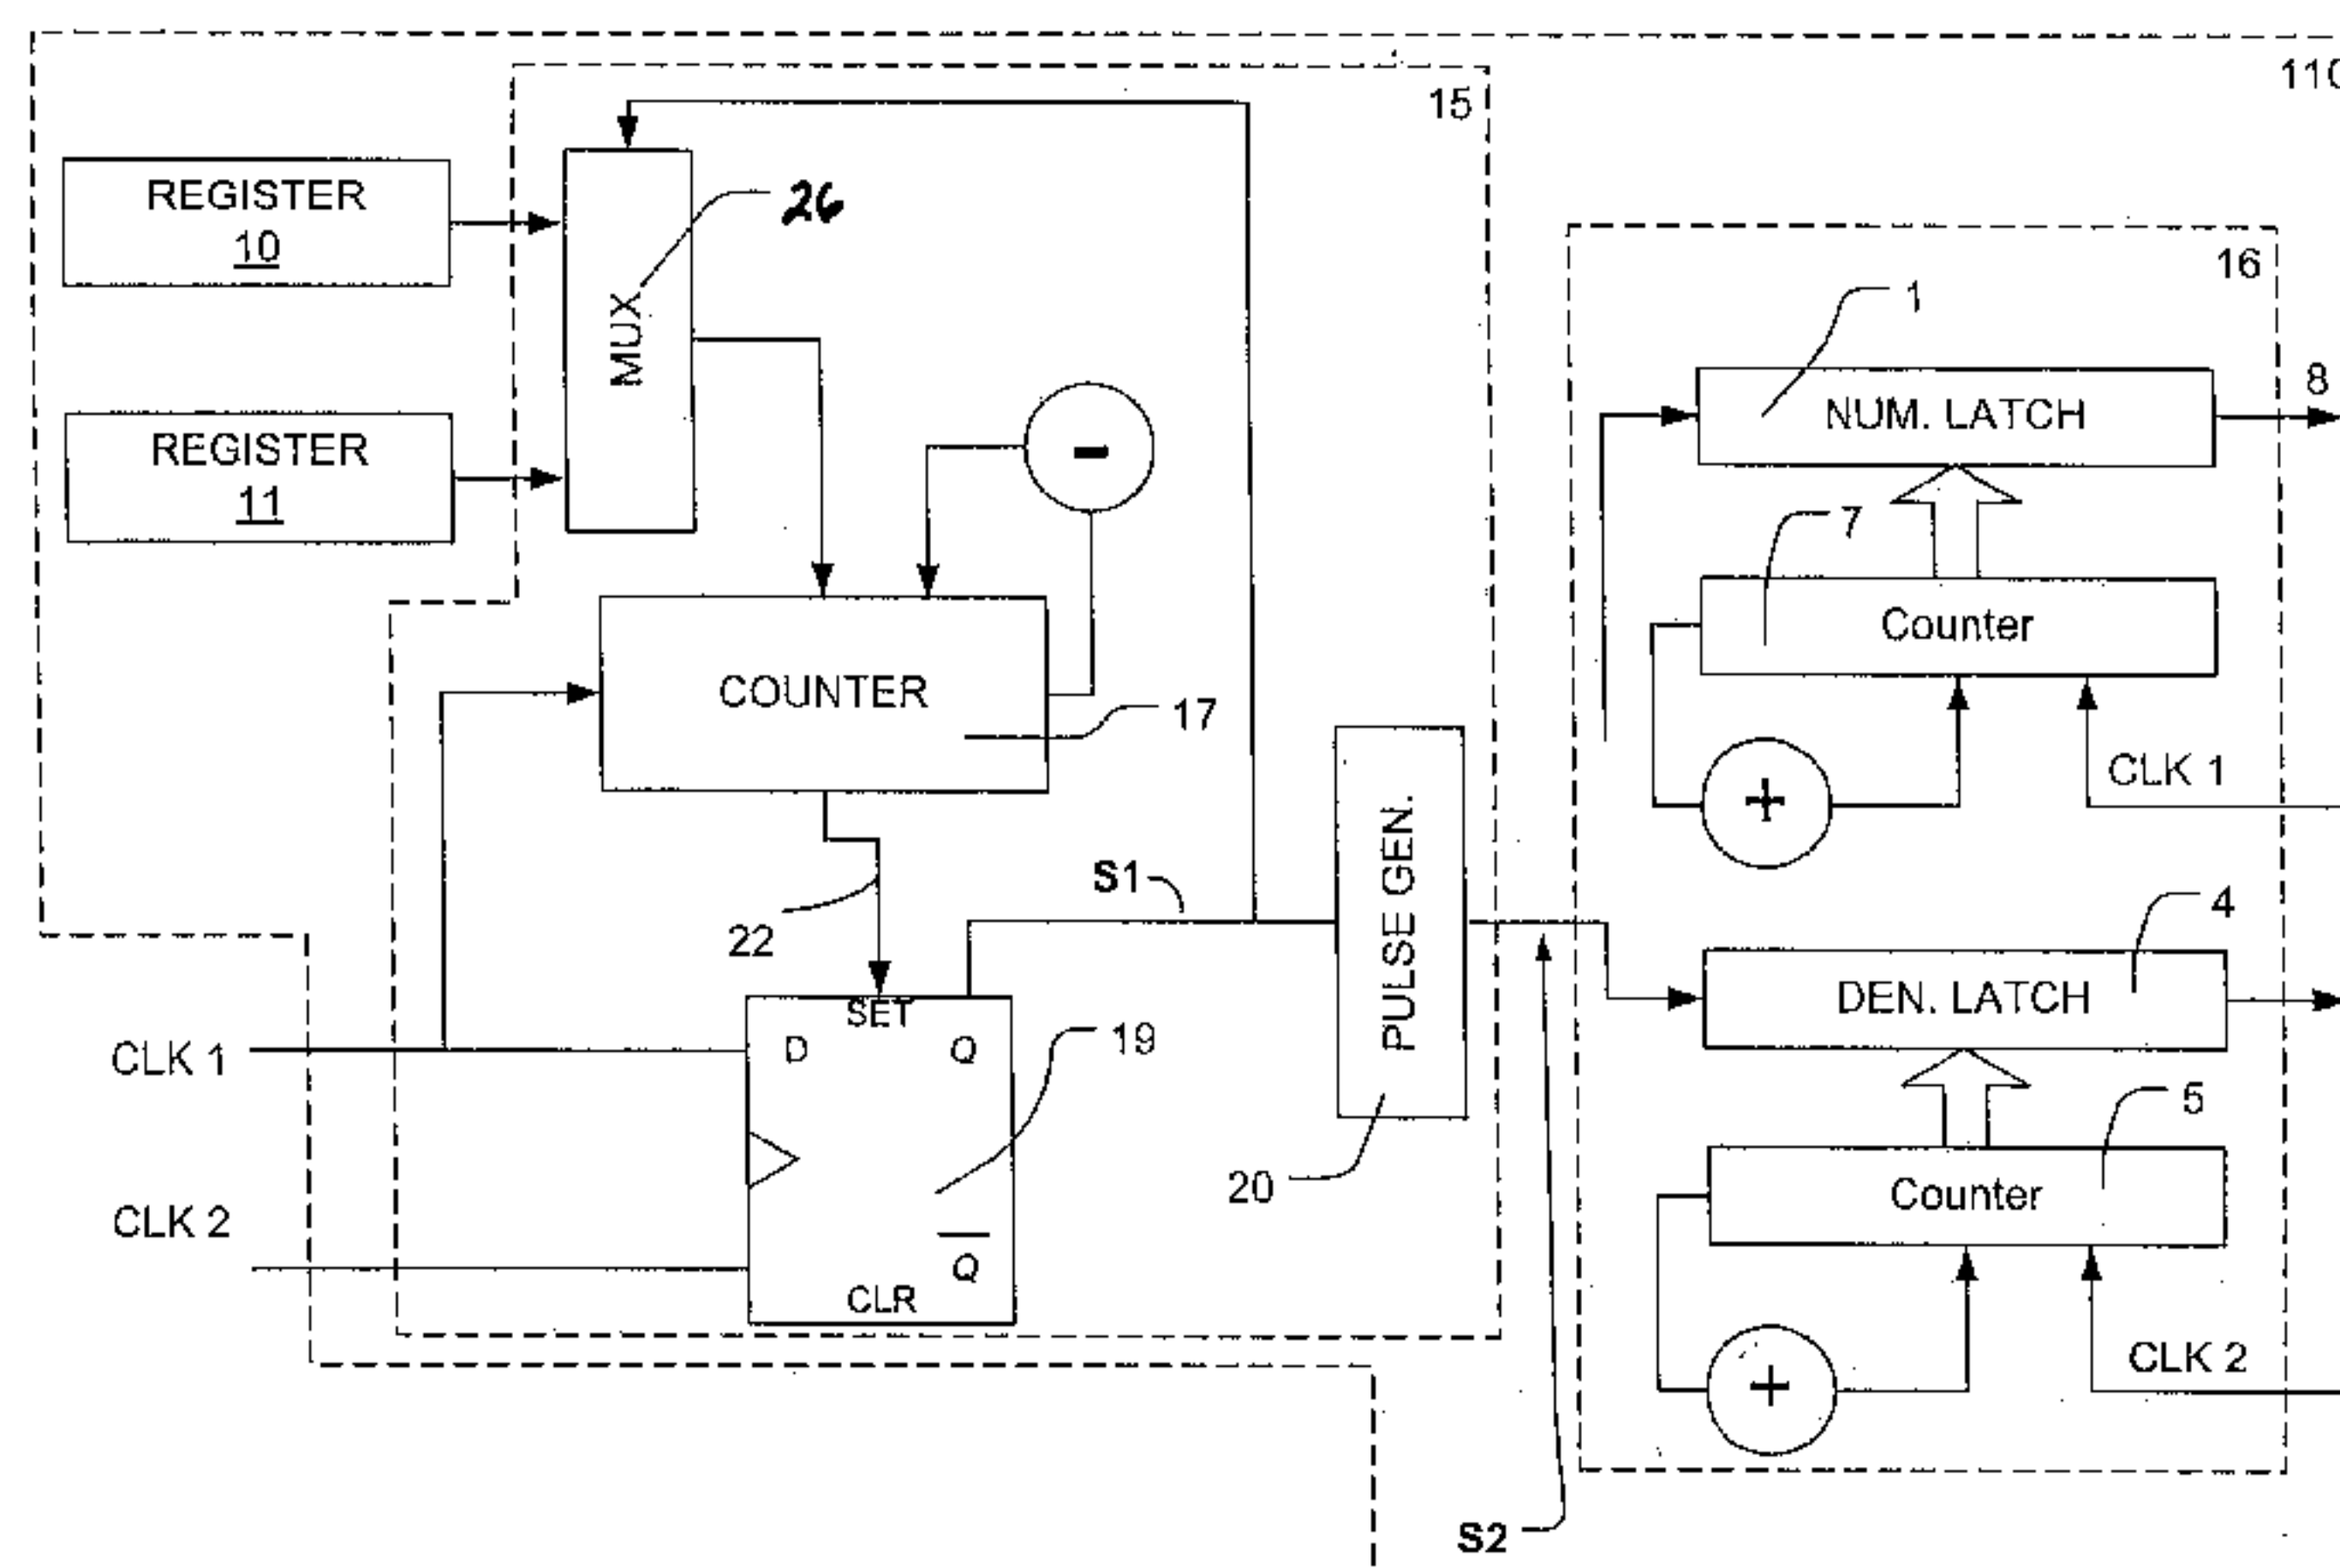 110
15
REGISTER
10
26
MUX
REGISTER
11
-
COUNTER
17
22
S1
PULSE GEN.
20
CLK 1
CLK 2
SET
D
Q
19
Q
CLR
S2
16
1
NUM. LATCH
8
7
Counter
+
CLK 1
4
DEN. LATCH
5
Counter
+
CLK 2